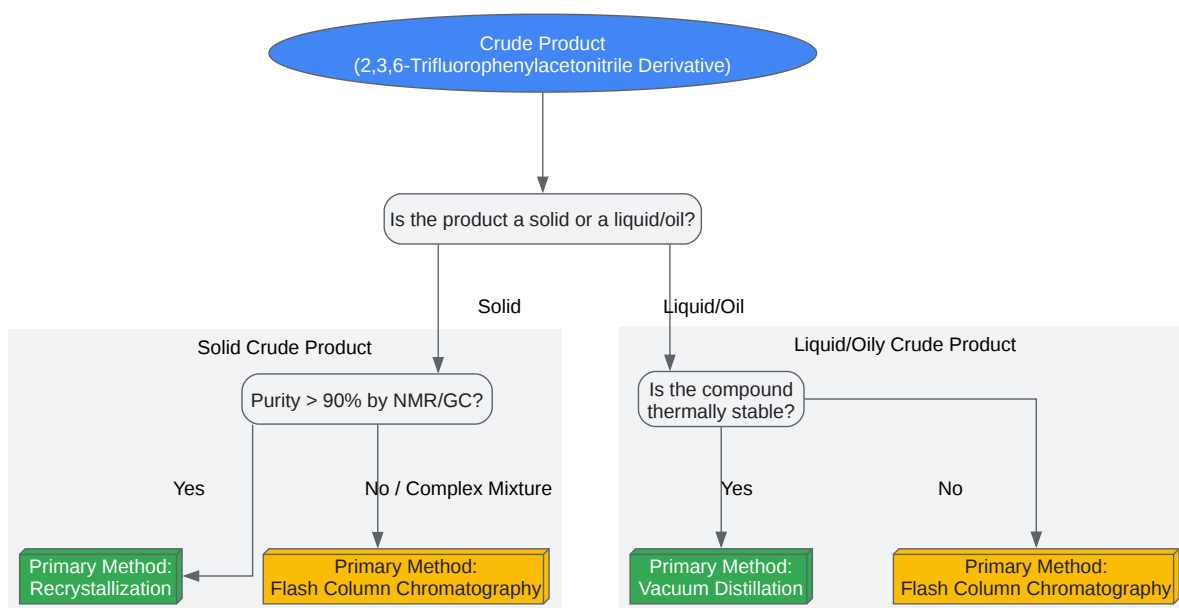 Crude Product
(2,3,6-Trifluorophenylacetonitrile Derivative)
Is the product a solid or a liquid/oil?
Solid
Liquid/Oil
Solid Crude Product
Liquid/Oily Crude Product
Purity > 90% by NMR/GC?
Is the compound
thermally stable?
Yes
No / Complex Mixture
Yes
No
Primary Method:
Recrystallization
Primary Method:
Flash Column Chromatography
Primary Method:
Vacuum Distillation
Primary Method:
Flash Column Chromatography